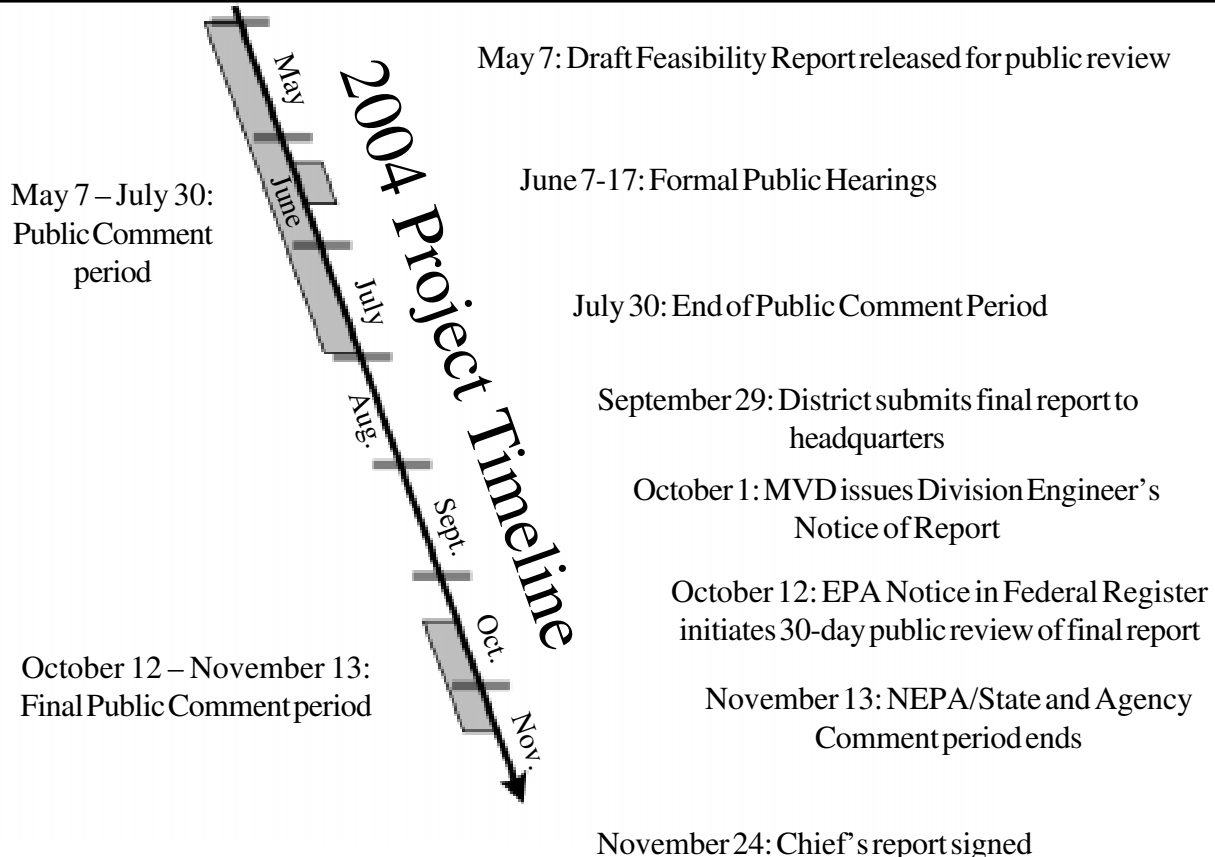 2004 Project Timeline
May
June
July
Aug.
Sept.
Oct.
Nov.
May 7 – July 30:
Public Comment
period
October 12 – November 13:
Final Public Comment period
May 7: Draft Feasibility Report released for public review
June 7-17: Formal Public Hearings
July 30: End of Public Comment Period
September 29: District submits final report to
headquarters
October 1: MVD issues Division Engineer’s
Notice of Report
October 12: EPA Notice in Federal Register
initiates 30-day public review of final report
November 13: NEPA/State and Agency
Comment period ends
November 24: Chief’s report signed